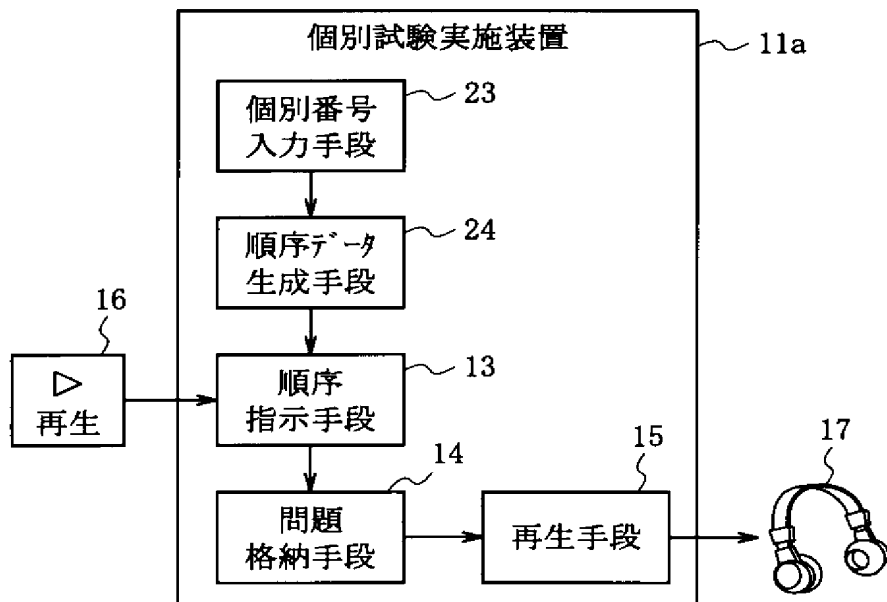 個別試験実施装置
11a
個別番号
入力手段
23
順序データ
生成手段
24
16
▷
再生
順序
指示手段
13
問題
格納手段
14
再生手段
15
17